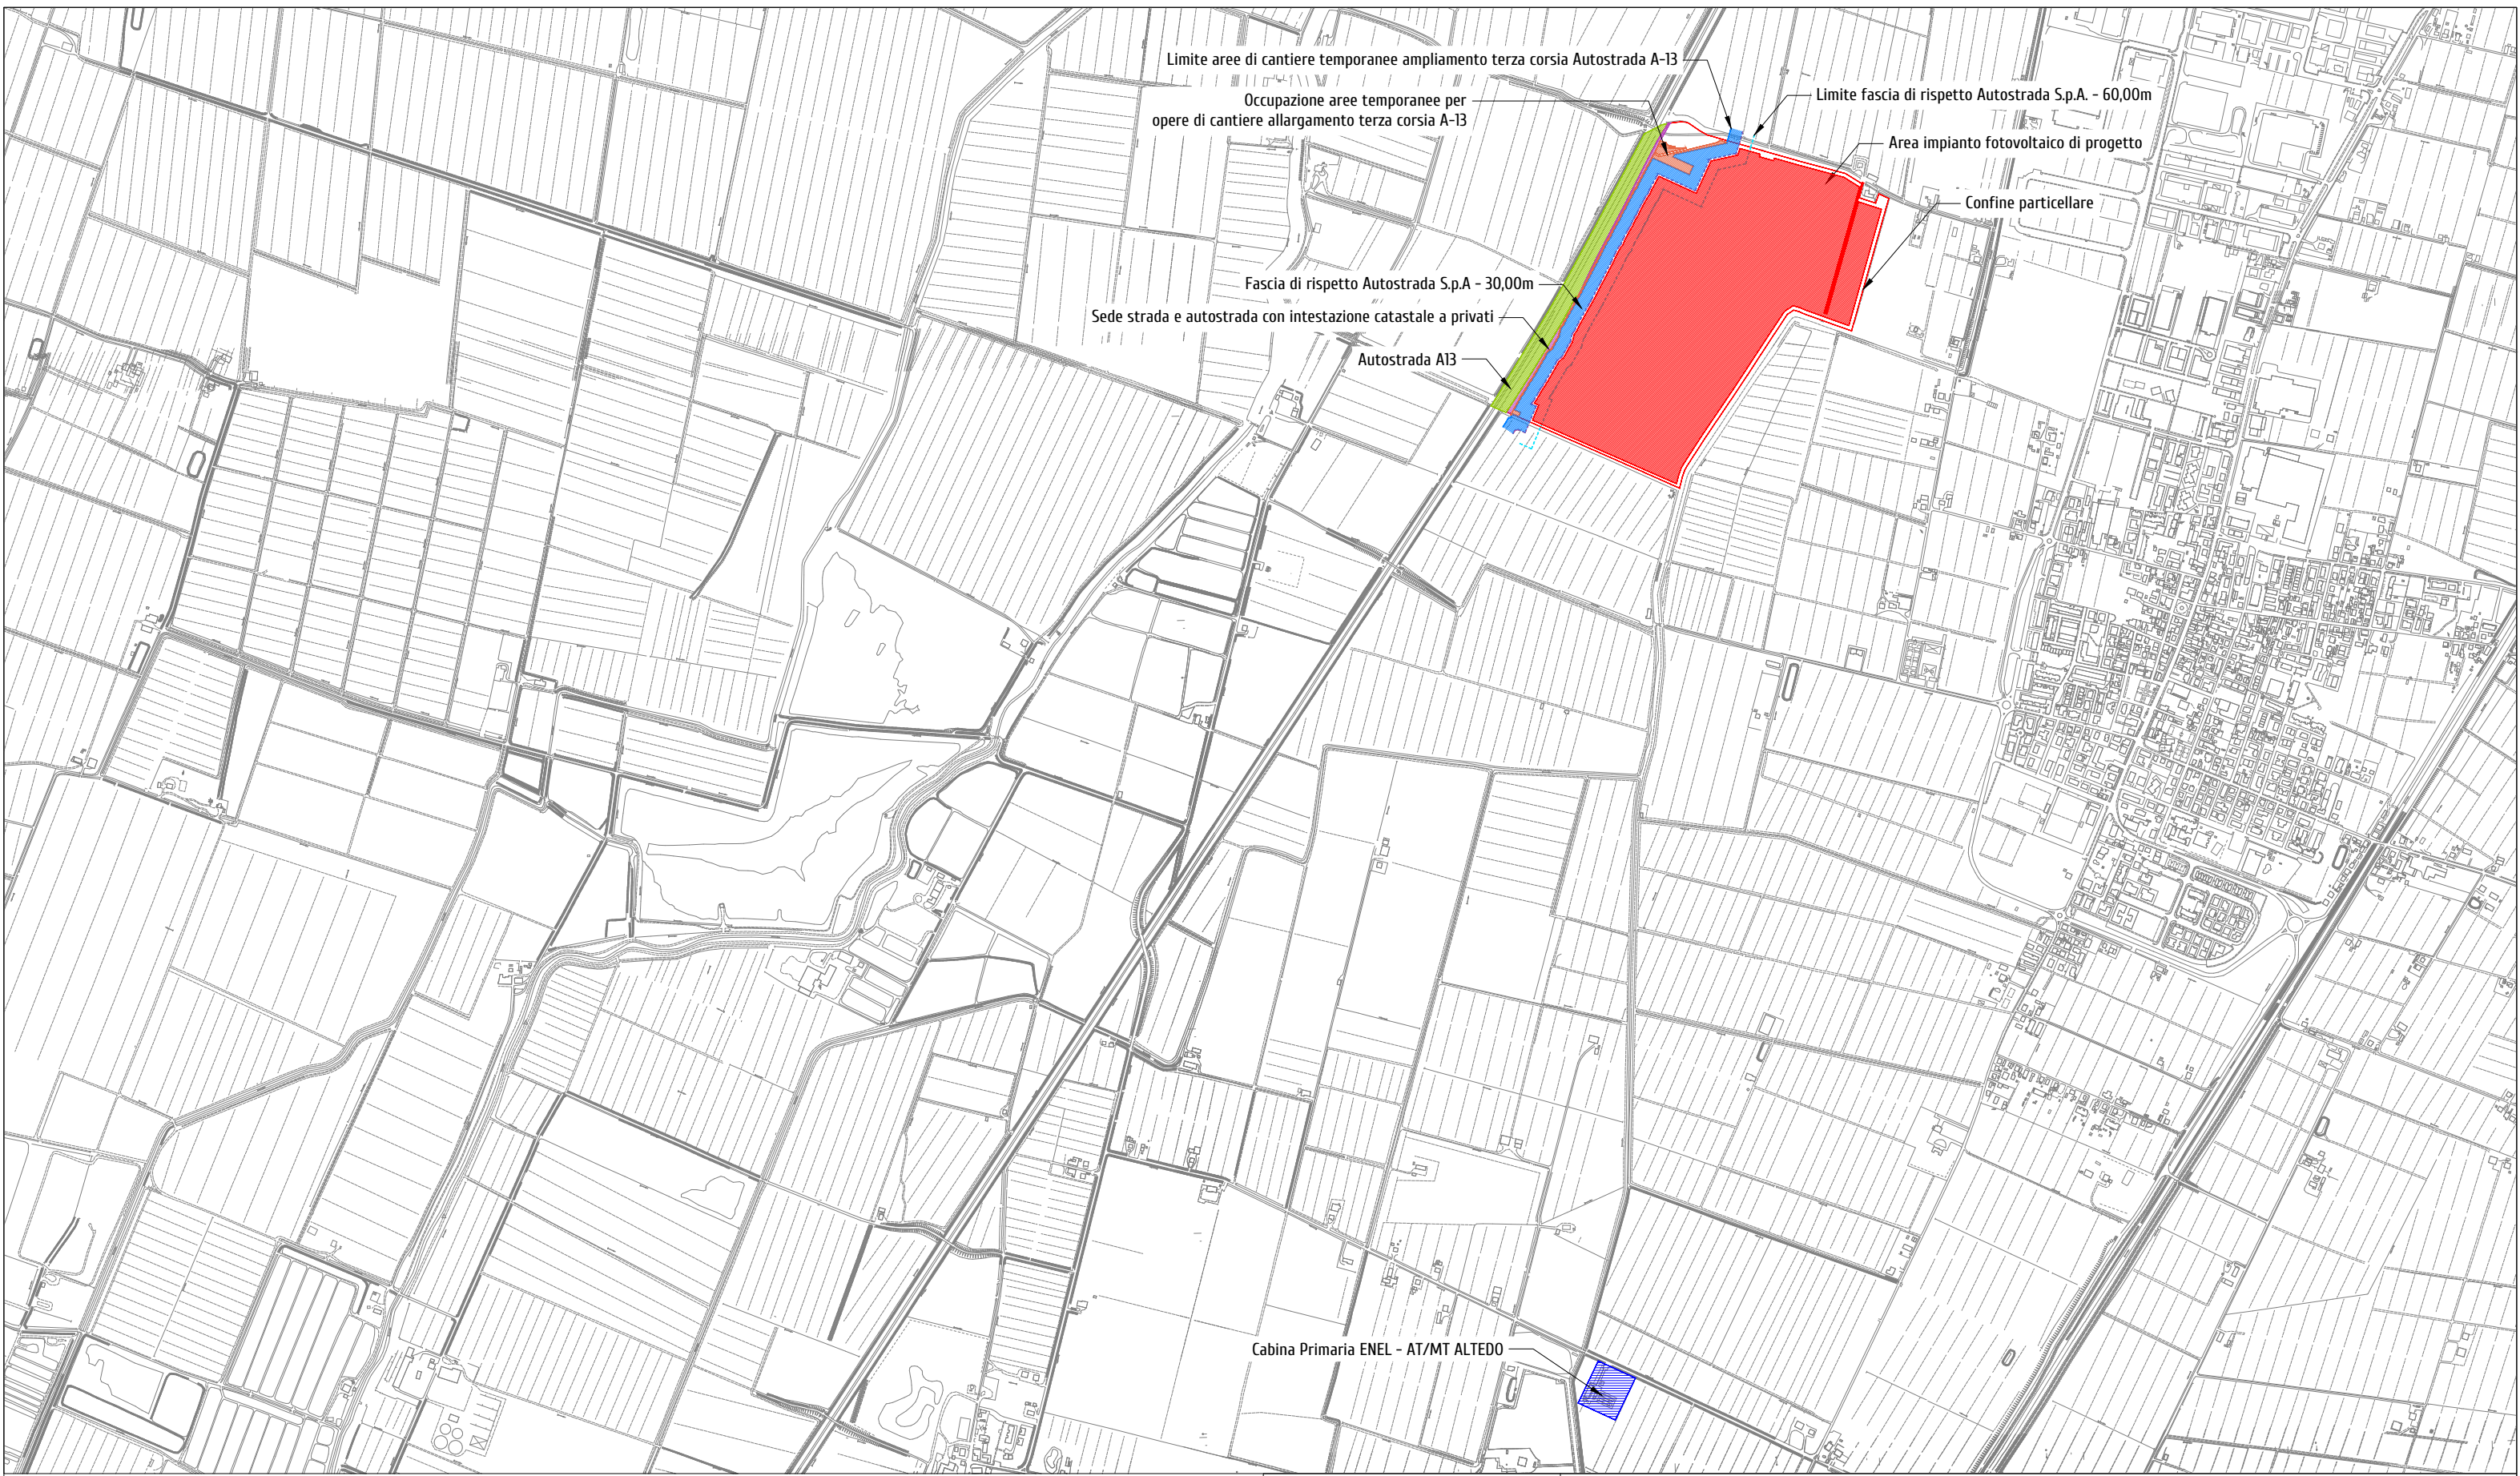 Limite aree di cantiere temporanee ampliamento terza corsia Autostrada A-13
Occupazione aree temporanee per
opere di cantiere allargamento terza corsia A-13
Limite fascia di rispetto Autostrada S.p.A. - 60,00m
Area impianto fotovoltaico di progetto
Confine particellare
Fascia di rispetto Autostrada S.p.A - 30,00m
Sede strada e autostrada con intestazione catastale a privati
Autostrada A13
Cabina Primaria ENEL - AT/MT ALTEDO